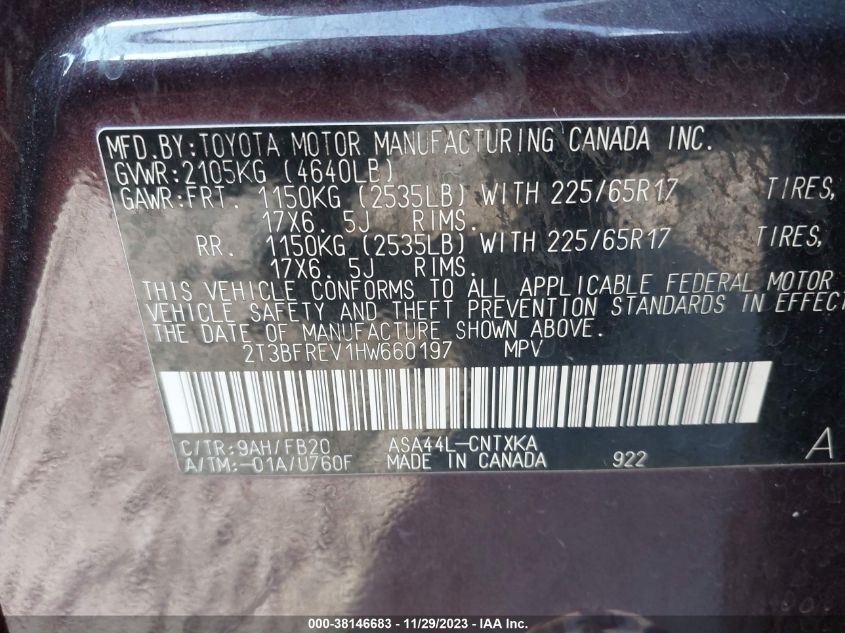 MFD.BY:TOYOTA MOTOR MANUFACTURING CANADA INC.
GVWR:2105KG (4640LB)
GAWR:FRT. 1150KG (2535LB) WITH 225/65R17 TIRES,
17X6. 5J RIMS.
RR. 1150KG (2535LB) WITH 225/65R17 TIRES,
17X6. 5J RIMS.
THIS VEHICLE CONFORMS TO ALL APPLICABLE FEDERAL MOTOR
VEHICLE SAFETY AND THEFT PREVENTION STANDARDS IN EFFECT
THE DATE OF MANUFACTURE SHOWN ABOVE.
2T3BFREV1HW660197 MPV
C/TR:9AH/FB20 ASA44L-CNTXKA A
A/TM:-01A/U760F MADE IN CANADA 922
000-38146683 - 11/29/2023 - IAA Inc.